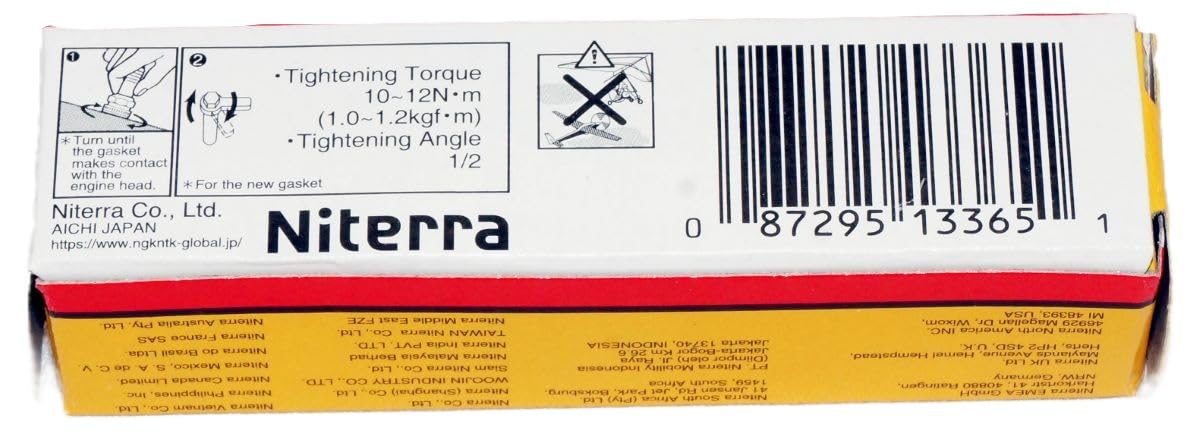 1
* Turn until
the gasket
makes contact
with the
engine head.
2
・Tightening Torque
10~12N・m
(1.0~1.2kgf・m)
・Tightening Angle
1/2
* For the new gasket
Niterra Co., Ltd.
AICHI JAPAN
https://www.ngkntk-global.jp/
Niterra
0 87295 13365 1
Niterra EMEA GmbH
Harkortstr 41, 40880 Ratingen,
NRW, Germany
Niterra UK Ltd.
Maylands Avenue, Hemel Hempstead,
Herts, HP2 4SD, U.K.
Niterra North America INC.
46929 Magellan Dr, Wixom,
MI 48393, USA
Niterra South Africa (Pty) Ltd.
41 Jansen Rd, Jet Park, Boksburg,
1459, South Africa
PT. Niterra Mobility Indonesia
(Diimpor oleh) Jl. Raya
Jakarta-Bogor Km 26.6
Jakarta 13740, INDONESIA
Niterra Co., Ltd.
Niterra (Shanghai) Co., Ltd.
WOOJIN INDUSTRY CO., LTD.
Siam Niterra Co., Ltd.
Niterra Malaysia Berhad
Niterra India PVT. LTD.
TAIWAN Niterra Co., Ltd.
Niterra Middle East FZE
Niterra Vietnam Co., Ltd.
Niterra Philippines, Inc.
Niterra Canada Limited.
Niterra Mexico, S.A. de C.V.
Niterra do Brasil Ltda.
Niterra France SAS
Niterra Australia Pty. Ltd.